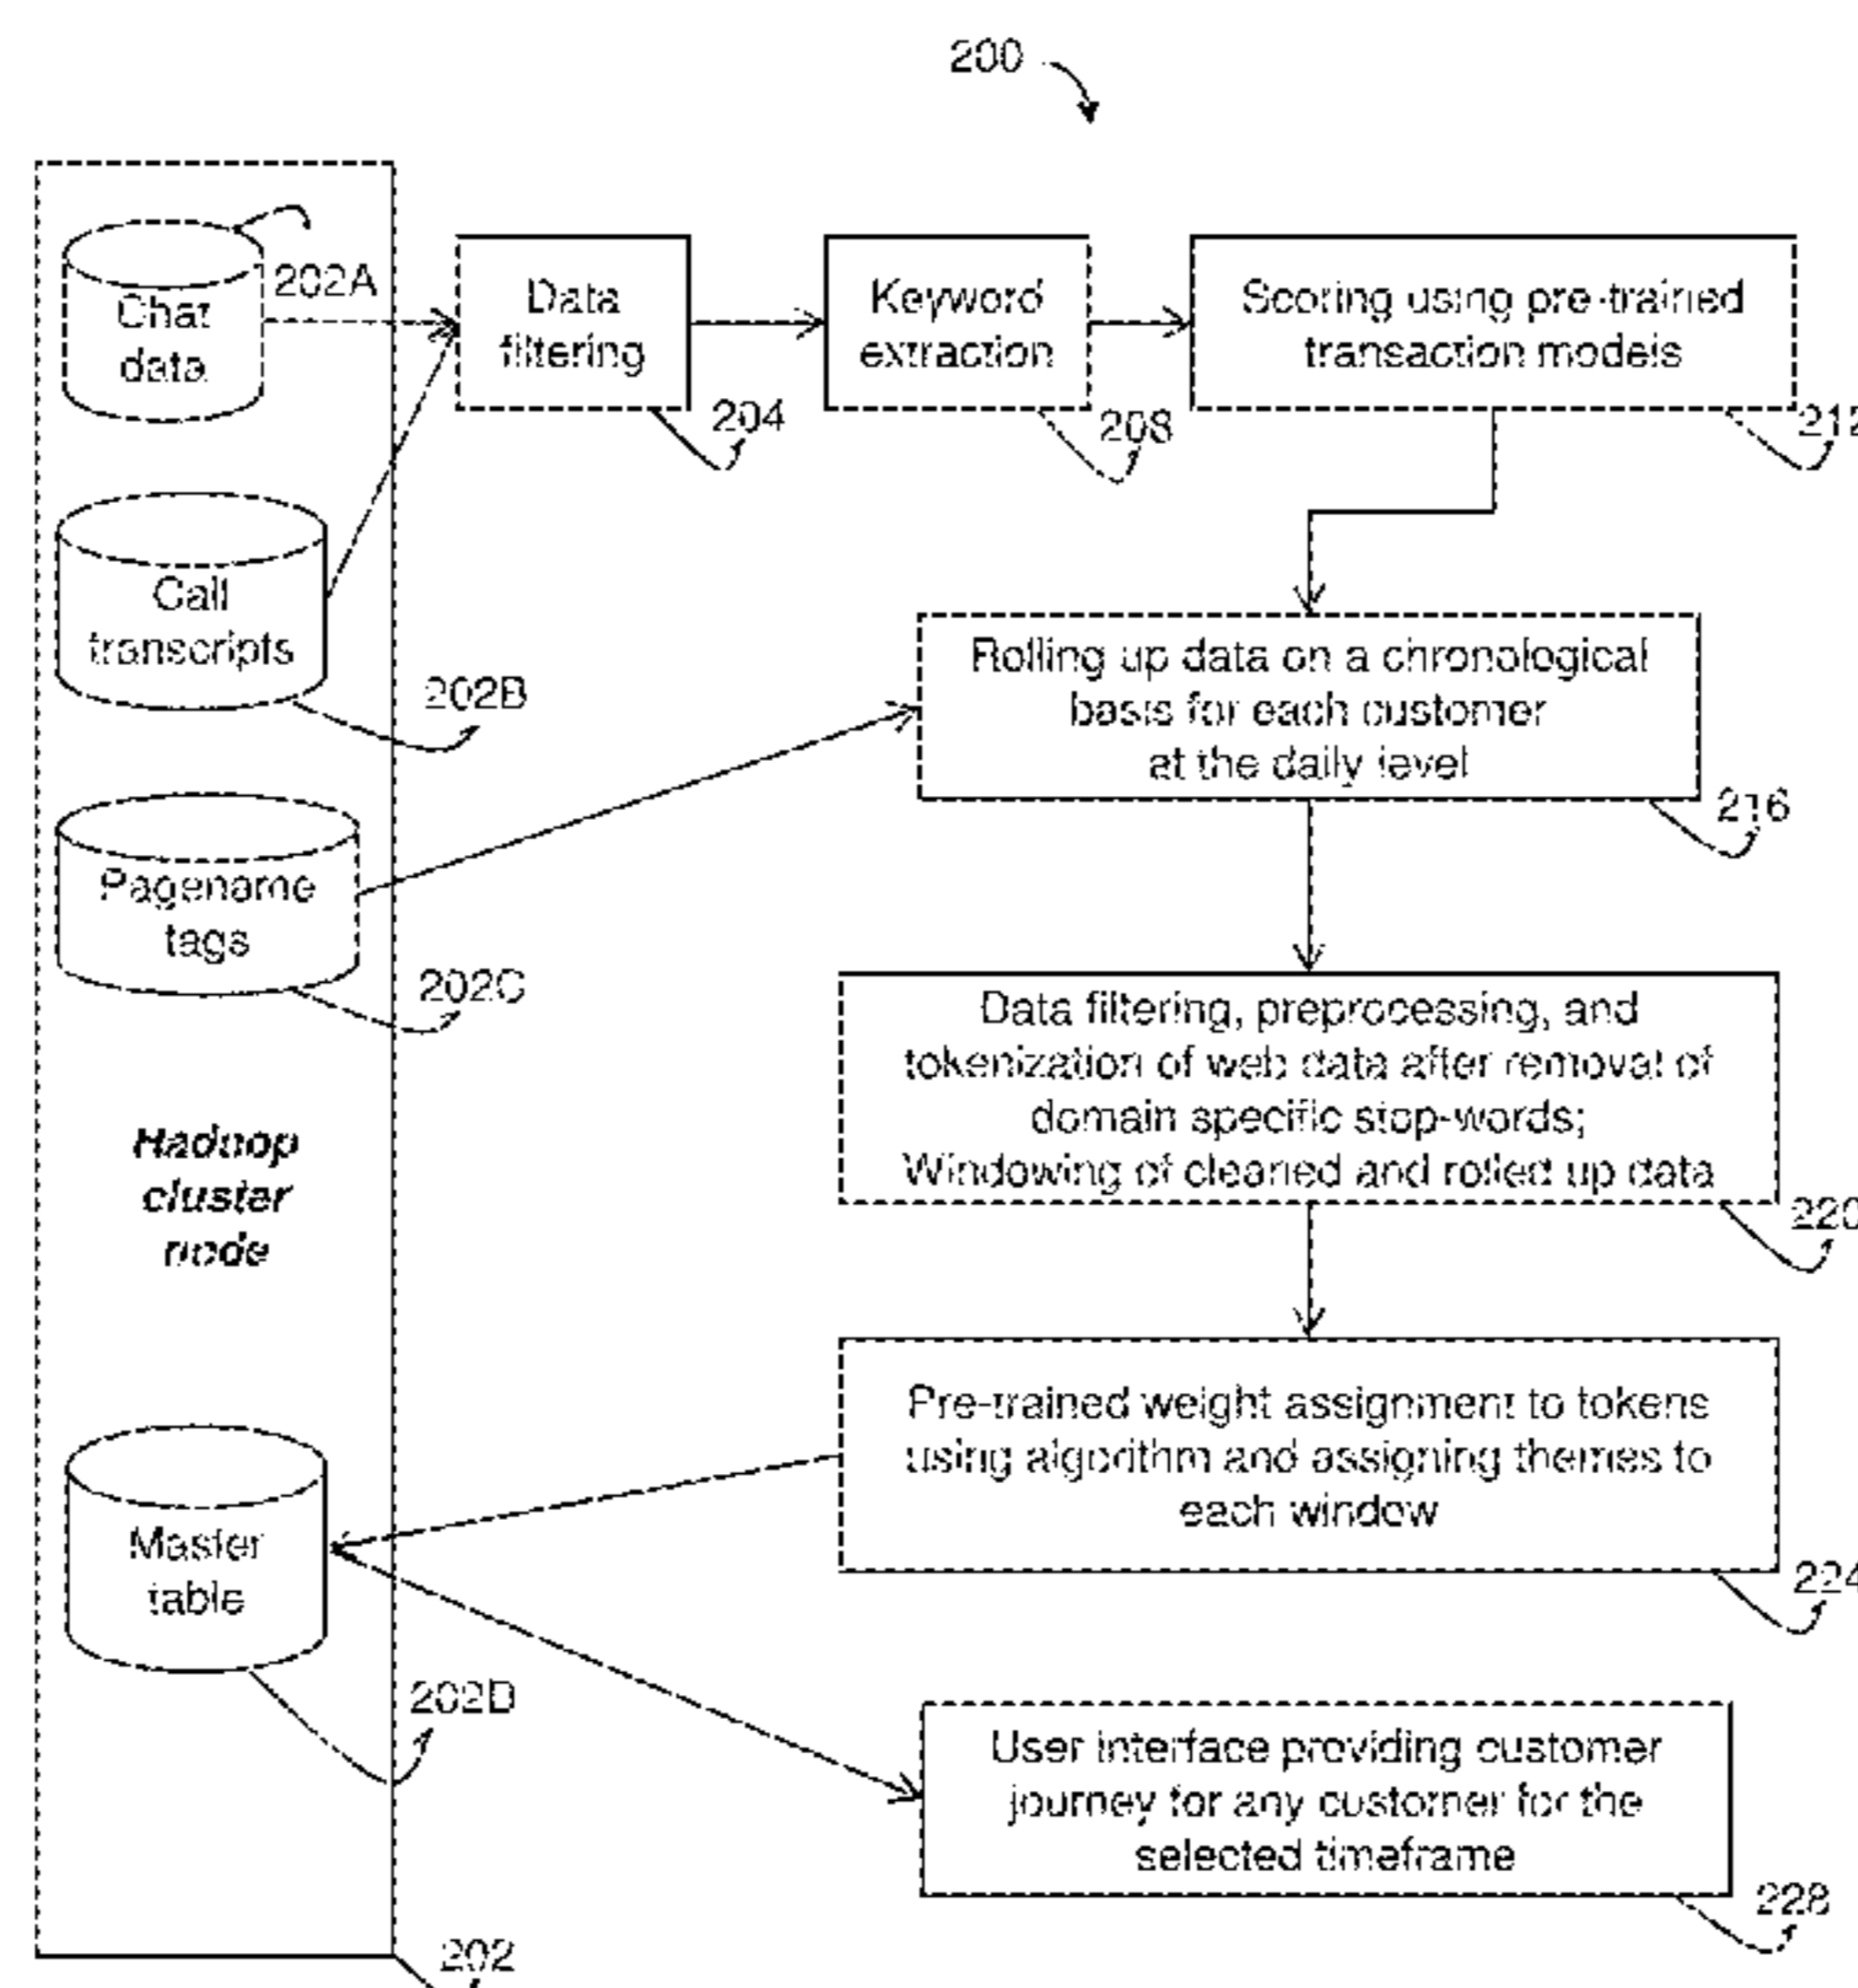 200
Chat
data
202A
Data
filtering
204
Keyword
extraction
208
Scoring using pre-trained
transaction models
212
Call
transcripts
202B
Rolling up data on a chronological
basis for each customer
at the daily level
216
Pagename
tags
202C
Data filtering, preprocessing, and
tokenization of web data after removal of
domain specific stop-words;
Windowing of cleaned and rolled up data
220
Hadoop
cluster
node
Pre-trained weight assignment to tokens
using algorithm and assigning themes to
each window
224
Master
table
202D
User interface providing customer
journey for any customer for the
selected timeframe
228
202